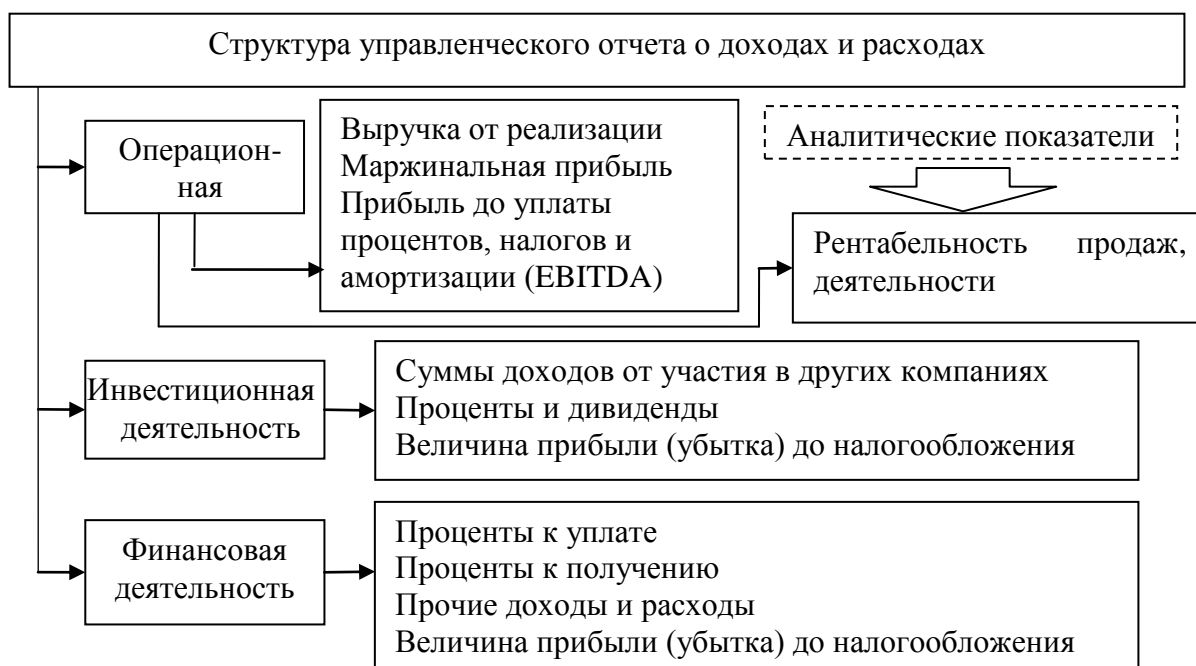 Структура управленческого отчета о доходах и расходах
Операцион-
ная
Выручка от реализации
Маржинальная прибыль
Прибыль до уплаты
процентов, налогов и
амортизации (EBITDA)
Аналитические показатели
Рентабельность продаж,
деятельности
Инвестиционная
деятельность
Суммы доходов от участия в других компаниях
Проценты и дивиденды
Величина прибыли (убытка) до налогообложения
Финансовая
деятельность
Проценты к уплате
Проценты к получению
Прочие доходы и расходы
Величина прибыли (убытка) до налогообложения